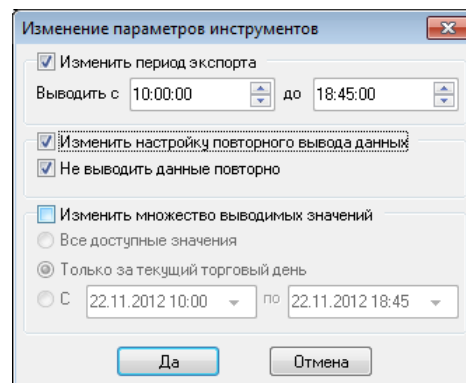 Изменение параметров инструментов
Изменить период экспорта
Выводить с 10:00:00 до 18:45:00
Изменить настройку повторного вывода данных
Не выводить данные повторно
Изменить множество выводимых значений
Все доступные значения
Только за текущий торговый день
С 22.11.2012 10:00 по 22.11.2012 18:45
Да Отмена